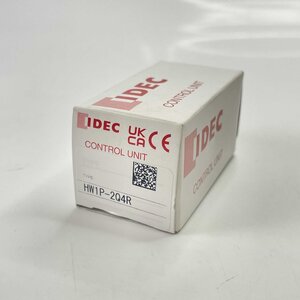 IDEC
CONTROL UNIT
IDEC UK CA CE
CONTROL UNIT
TYPE
HW1P-2Q4R